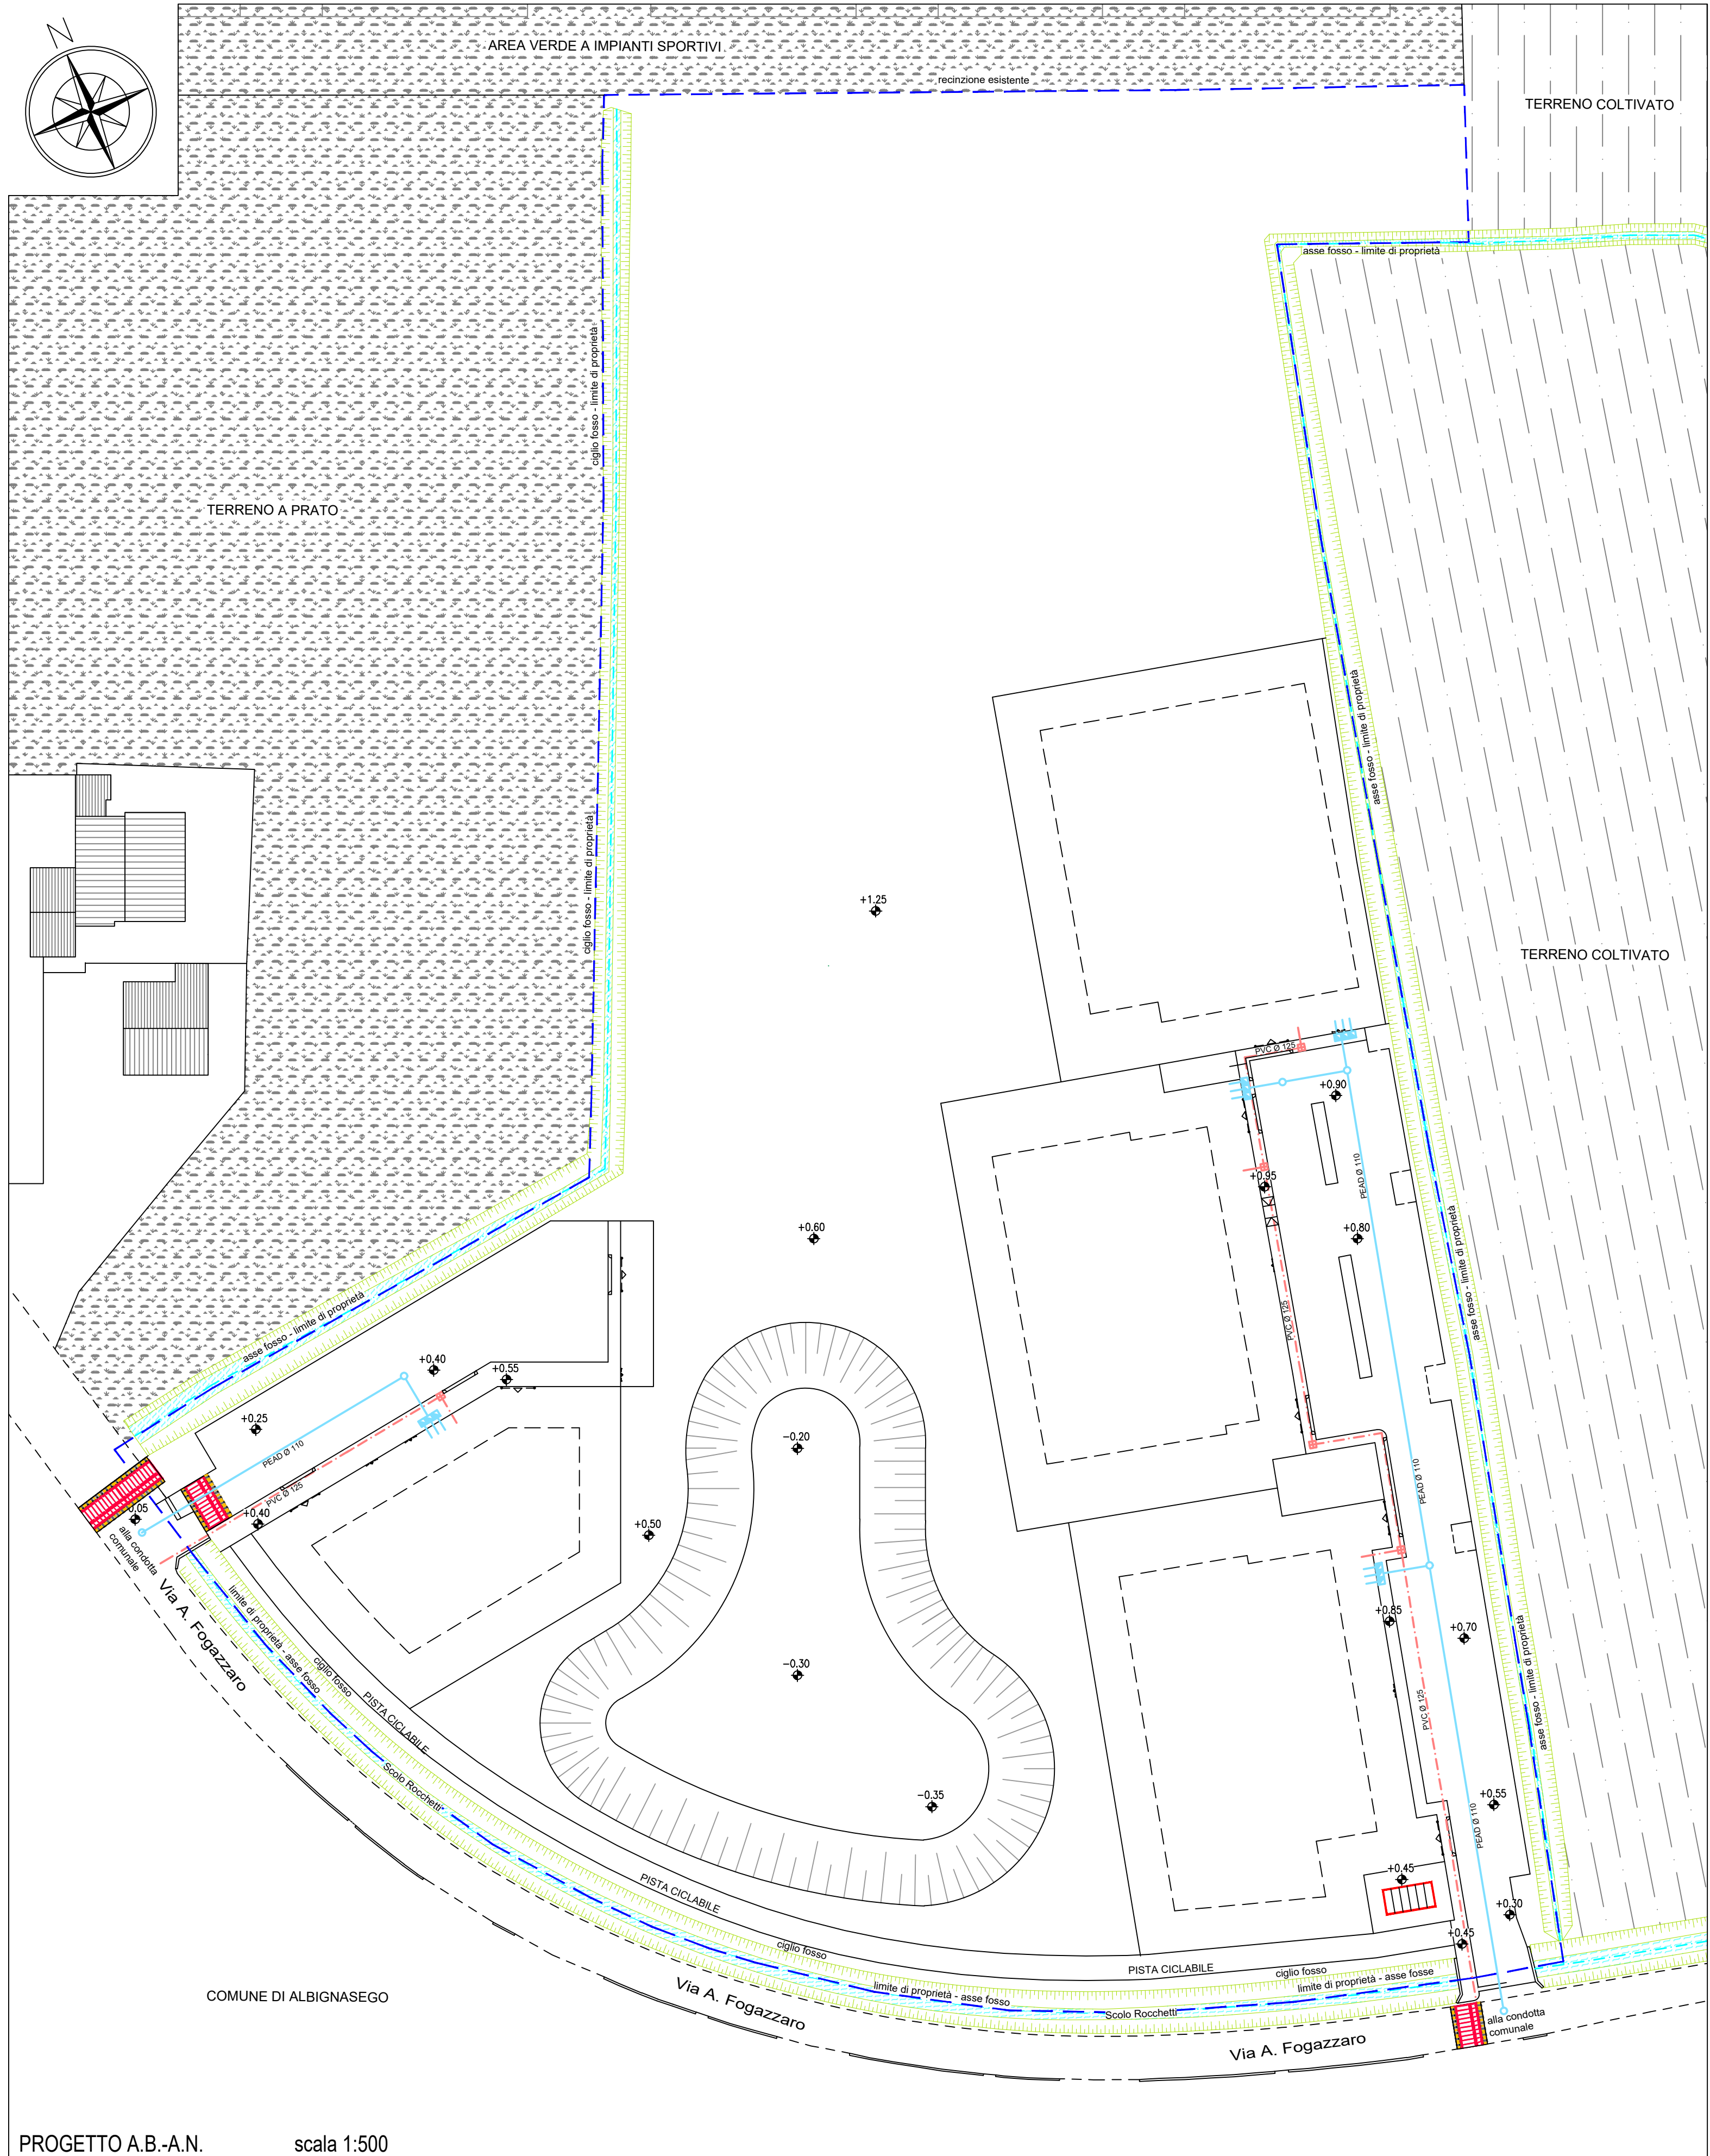 N
AREA VERDE A IMPIANTI SPORTIVI
recinzione esistente
TERRENO COLTIVATO
asse fosso - limite di proprietà
ciglio fosso - limite di proprietà
TERRENO A PRATO
asse fosso - limite di proprietà
ciglio fosso - limite di proprietà
+1.25
TERRENO COLTIVATO
PVC Ø 125
+0.90
PEAD Ø 110
+0.95
+0.60
+0.80
asse fosso - limite di proprietà
PVC Ø 125
asse fosso - limite di proprietà
+0.40
+0.55
+0.25
-0.20
PEAD Ø 110
PEAD Ø 110
PVC Ø 125
0.05
+0.40
+0.50
alla condotta
comunale
Via A. Fogazzaro
limite di proprietà - asse fosso
ciglio fosso
PISTA CICLABILE
Scolo Rocchetti
-0.30
+0.85
+0.70
asse fosso - limite di proprietà
PVC Ø 125
-0.35
+0.55
PEAD Ø 110
+0.45
PISTA CICLABILE
+0.30
+0.45
ciglio fosso
PISTA CICLABILE
ciglio fosso
limite di proprietà - asse fosso
limite di proprietà - asse fosse
COMUNE DI ALBIGNASEGO
Via A. Fogazzaro
Scolo Rocchetti
alla condotta
comunale
Via A. Fogazzaro
PROGETTO A.B.-A.N. scala 1:500